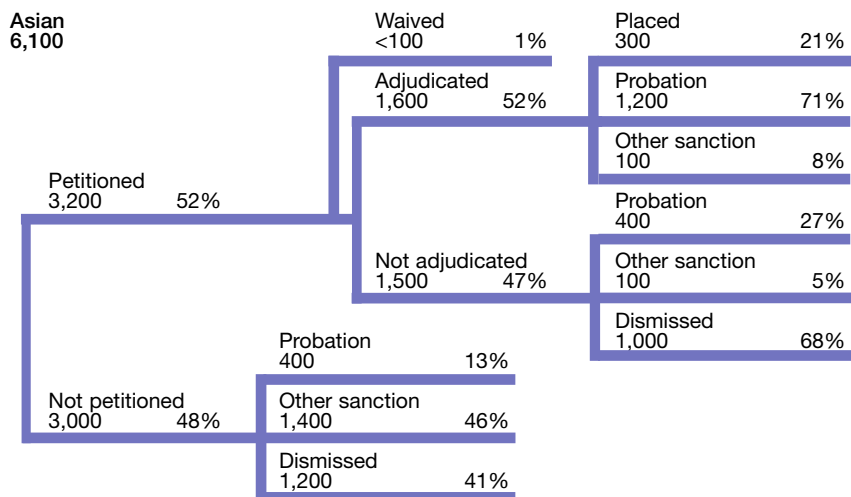 Asian
6,100
Waived
<100 1%
Adjudicated
1,600 52%
Placed
300 21%
Probation
1,200 71%
Other sanction
100 8%
Petitioned
3,200 52%
Probation
400 27%
Not adjudicated
1,500 47%
Other sanction
100 5%
Dismissed
1,000 68%
Probation
400 13%
Not petitioned
3,000 48%
Other sanction
1,400 46%
Dismissed
1,200 41%